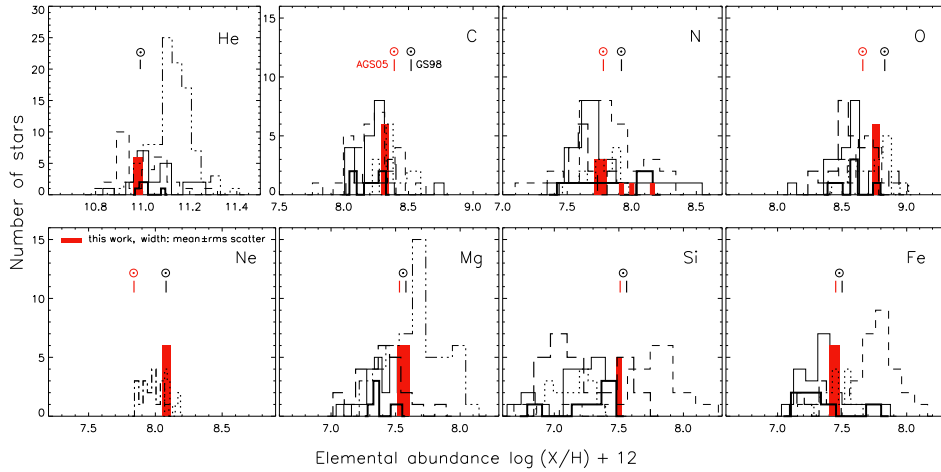 30
25
20
15
10
5
0
He
10.8 11.0 11.2 11.4
15
10
5
0
C
AGS05
GS98
8.0 8.5 9.0
N
7.0 7.5 8.0 8.5
O
8.0 8.5 9.0
Number of stars
15
10
5
0
this work, width: mean±rms scatter
Ne
7.5 8.0 8.5
15
10
5
0
Mg
7.0 7.5 8.0
Si
7.0 7.5 8.0
Fe
7.0 7.5 8.0
Elemental abundance log (X/H) + 12